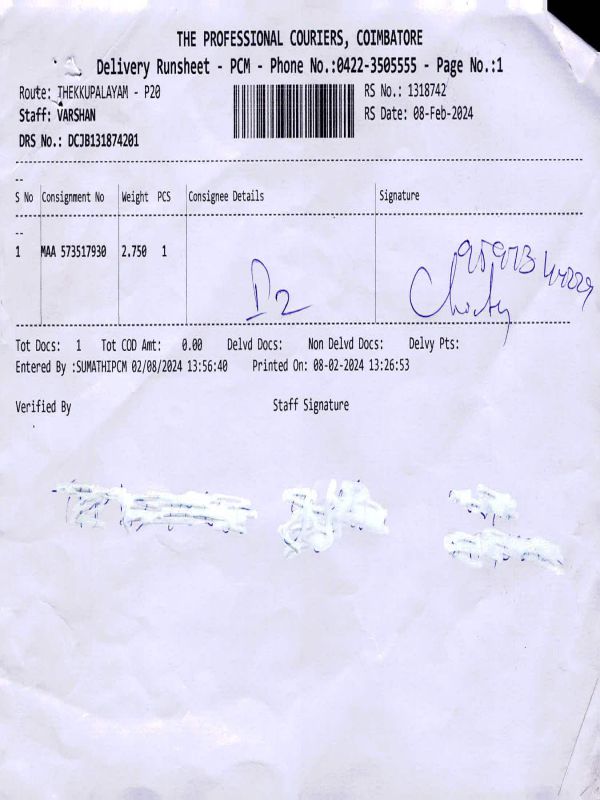 THE PROFESSIONAL COURIERS, COIMBATORE
Delivery Runsheet - PCM - Phone No.:0422-3505555 - Page No.:1
Route: THEKKUPALAYAM - P20
RS No.: 1318742
Staff: VARSHAN
RS Date: 08-Feb-2024
DRS No.: DCJB131874201
--
S No Consignment No Weight PCS Consignee Details Signature
--
1 MAA 573517930 2.750 1
D2
Tot Docs: 1 Tot COD Amt: 0.00 Delvd Docs: Non Delvd Docs: Delvy Pts:
Entered By :SUMATHIPCM 02/08/2024 13:56:40 Printed On: 08-02-2024 13:26:53
Verified By Staff Signature